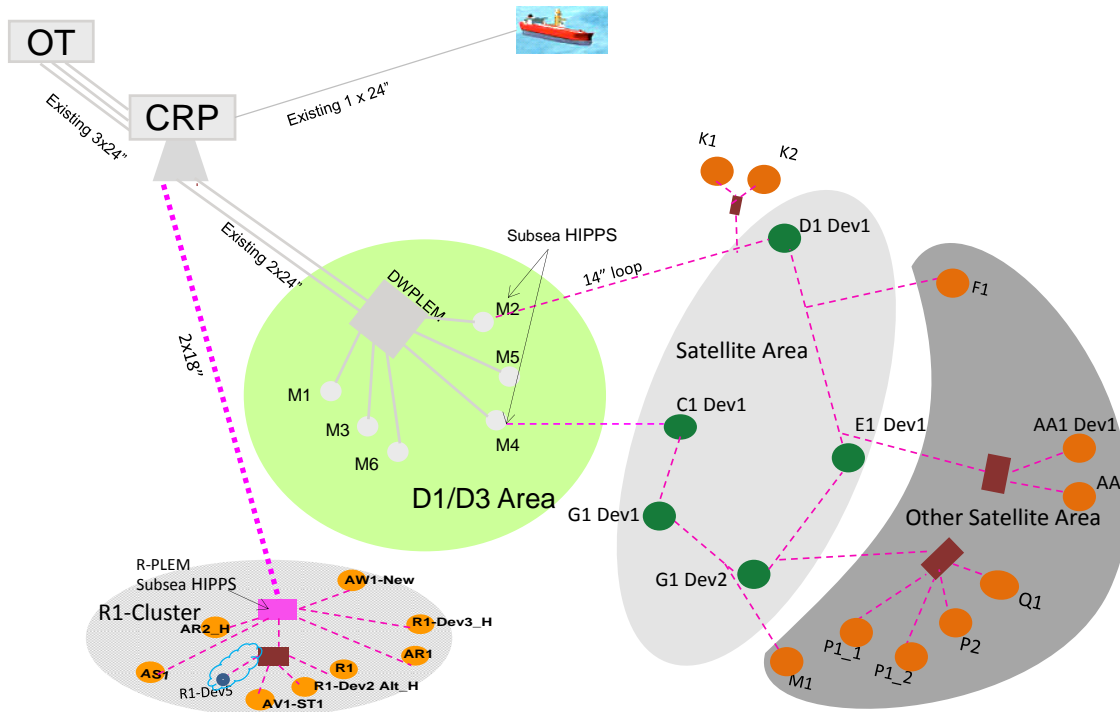 OT
CRP
Existing 3x24”
Existing 1 x 24”
K1
K2
D1 Dev1
Existing 2x24”
Subsea HIPPS
14” loop
DWPLEM
M2
F1
2x18”
Satellite Area
M5
M1
C1 Dev1
M3
M4
E1 Dev1
AA1 Dev1
M6
AA
D1/D3 Area
G1 Dev1
Other Satellite Area
R-PLEM
Subsea HIPPS
AW1-New
G1 Dev2
R1-Cluster
Q1
AR2_H
R1-Dev3_H
P2
P1_1
AR1
P1_2
AS1
R1
R1-Dev5
R1-Dev2 Alt_H
M1
AV1-ST1